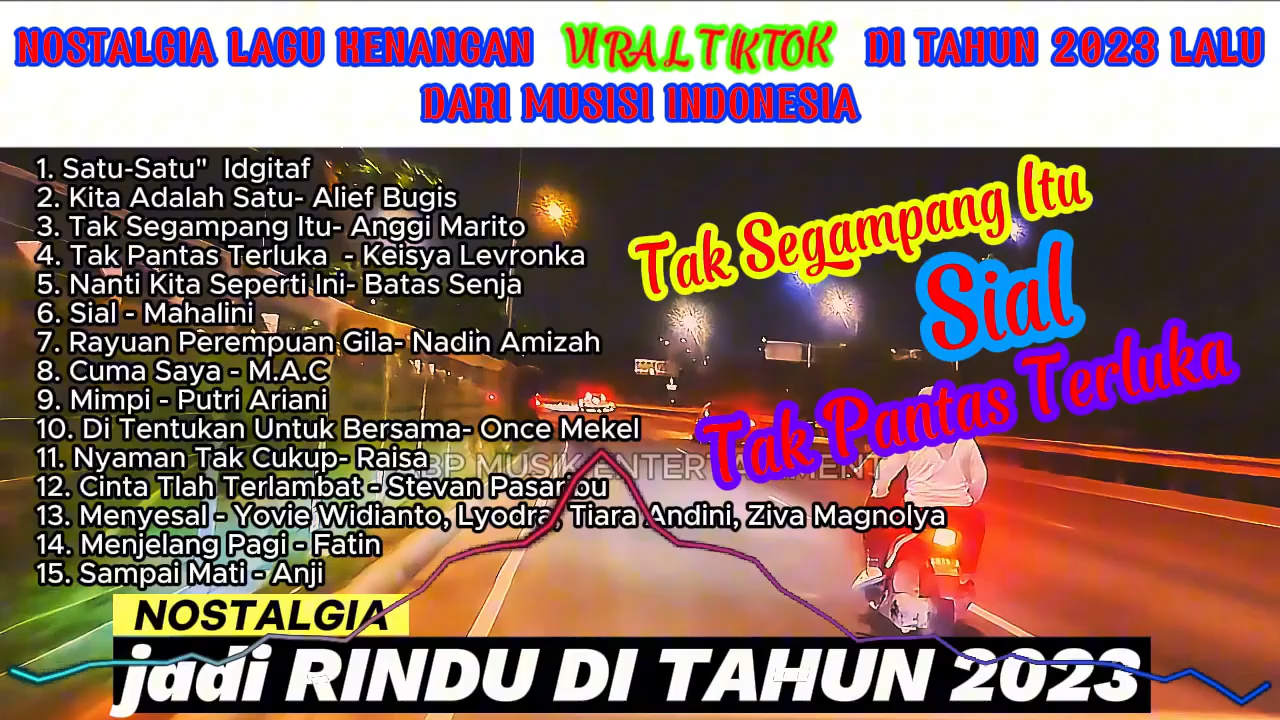 NOSTALGIA LAGU KENANGAN VIRAL TIKTOK DI TAHUN 2023 LALU
DARI MUSISI INDONESIA
1. Satu-Satu" Idgitaf
2. Kita Adalah Satu- Alief Bugis
3. Tak Segampang Itu- Anggi Marito
4. Tak Pantas Terluka - Keisya Levronka
5. Nanti Kita Seperti Ini- Batas Senja
6. Sial - Mahalini
7. Rayuan Perempuan Gila- Nadin Amizah
8. Cuma Saya - M.A.C
9. Mimpi - Putri Ariani
10. Di Tentukan Untuk Bersama- Once Mekel
11. Nyaman Tak Cukup- Raisa
12. Cinta Tlah Terlambat - Stevan Pasaribu
13. Menyesal - Yovie Widianto, Lyodra, Tiara Andini, Ziva Magnolya
14. Menjelang Pagi - Fatin
15. Sampai Mati - Anji
Tak Segampang Itu
Sial
Tak Pantas Terluka
BP MUSIK ENTERTAINMENT
NOSTALGIA
jadi RINDU DI TAHUN 2023